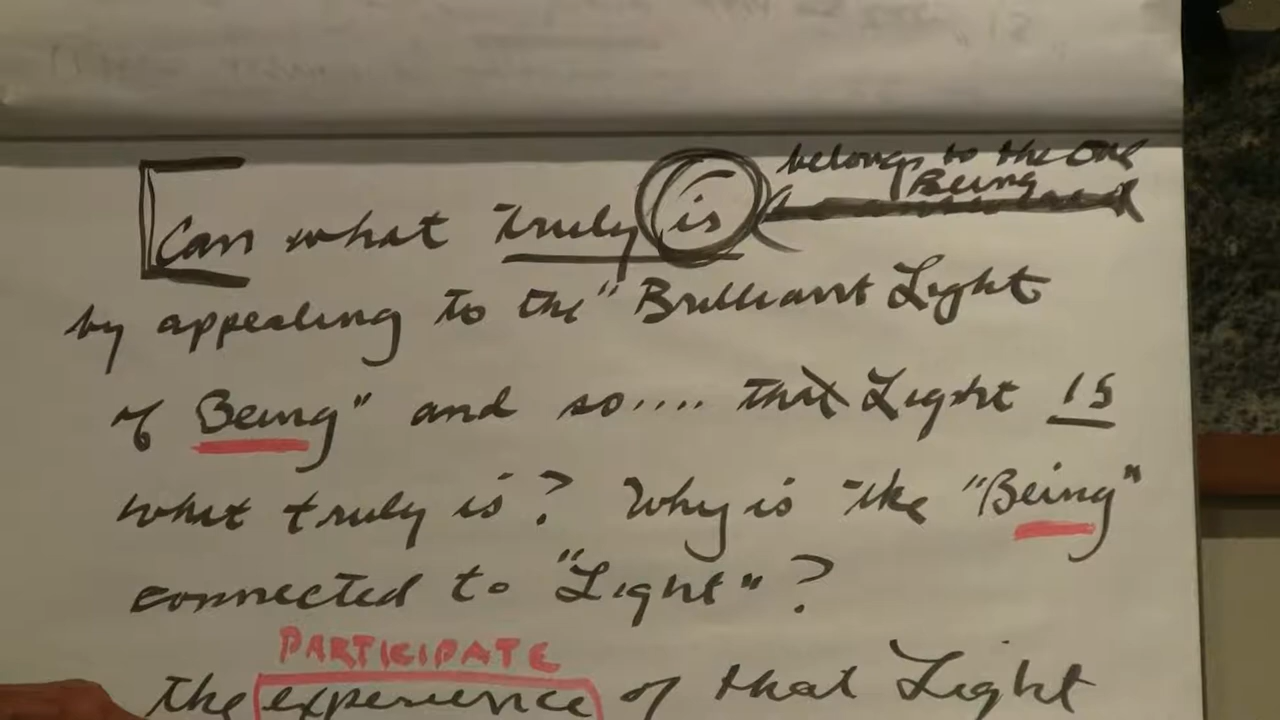 belongs to the One
Being
[Can what truly is
by appealing to the "Brilliant Light
of Being" and so.... that Light IS
what truly is? Why is the "Being"
connected to "Light"?
PARTICIPATE
the experience of that Light